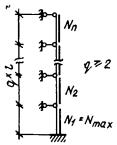 Nₙ
q ≥ 2
q × l
N₂
N₁ = Nₘₐₓ